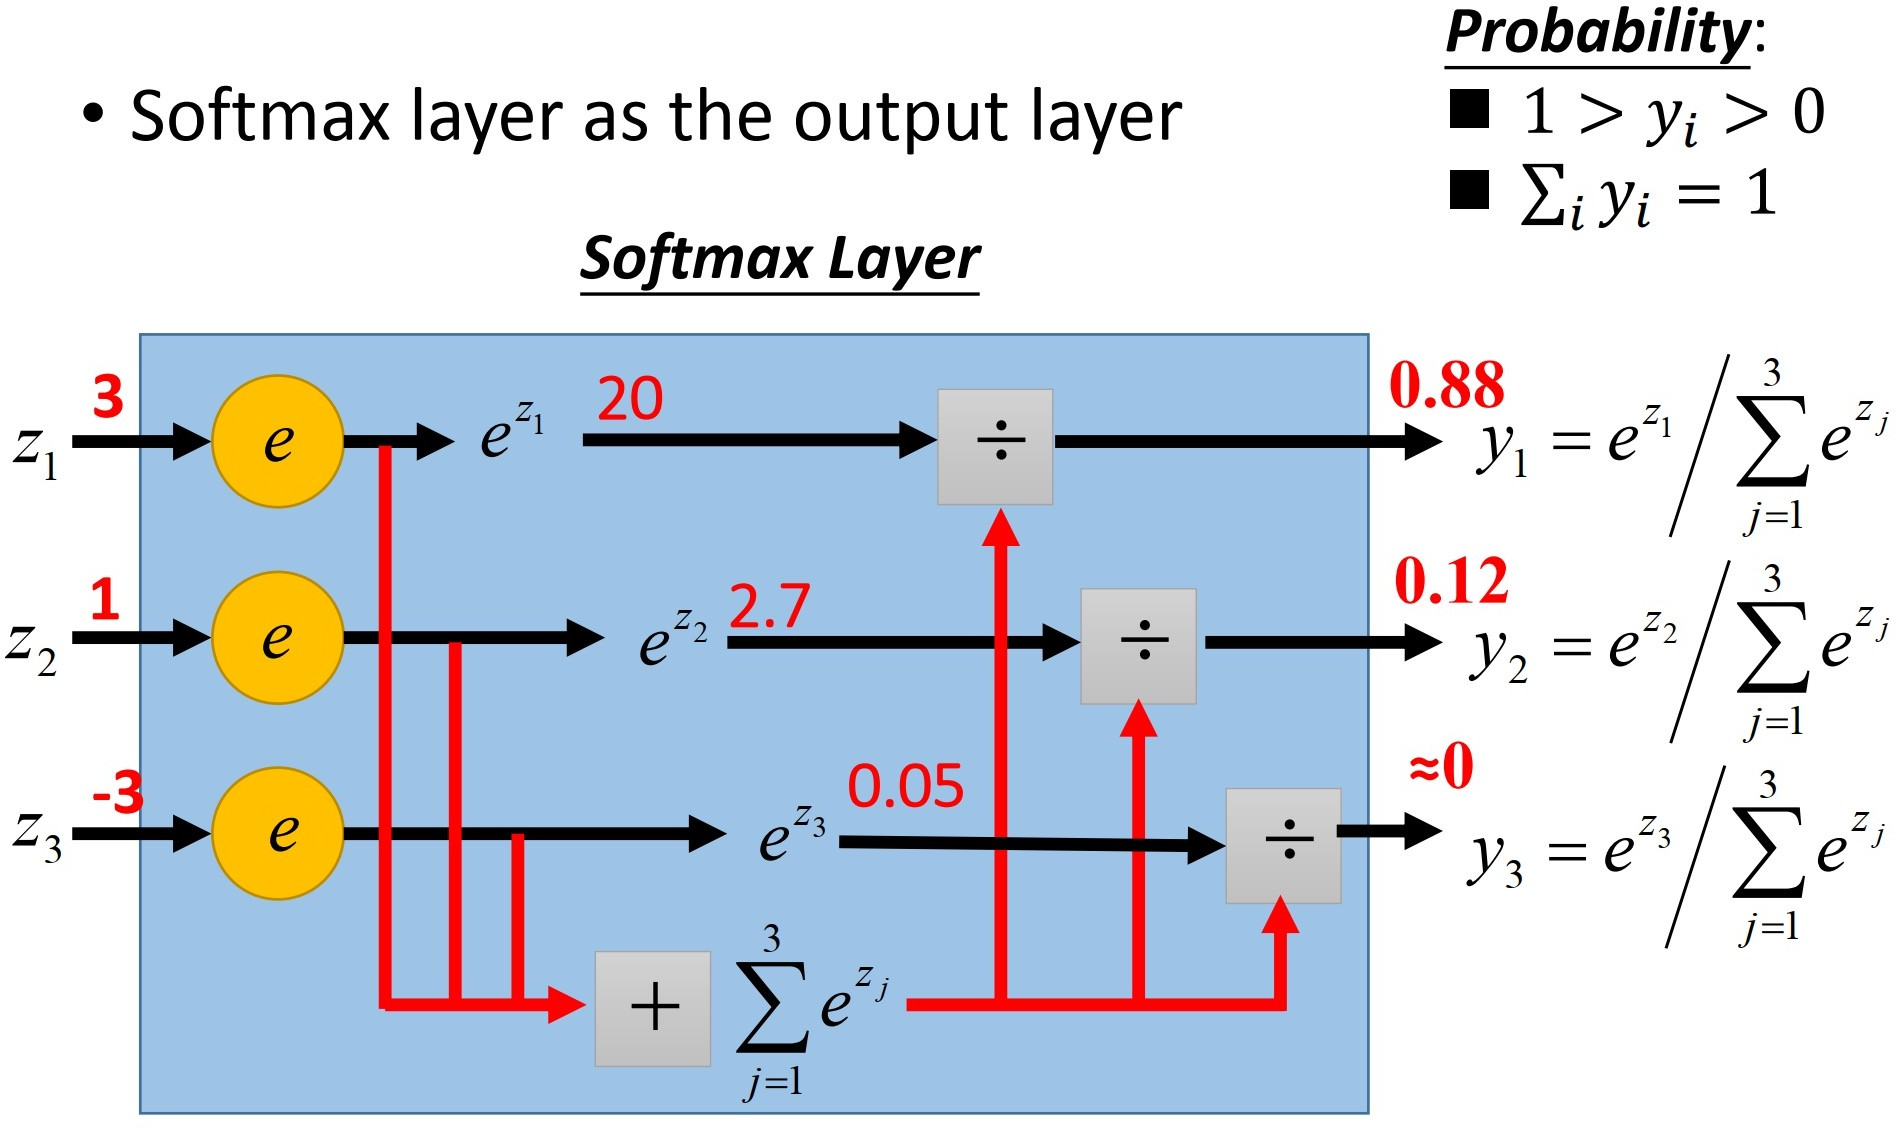 Probability:
■ 1 > yᵢ > 0
■ ∑ᵢ yᵢ = 1
• Softmax layer as the output layer
Softmax Layer
z₁ 3 e e^{z₁} 20 ÷ 0.88 y₁ = e^{z₁} / ∑_{j=1}^{3} e^{z_j}
z₂ 1 e e^{z₂} 2.7 ÷ 0.12 y₂ = e^{z₂} / ∑_{j=1}^{3} e^{z_j}
z₃ -3 e e^{z₃} 0.05 ÷ ≈0 y₃ = e^{z₃} / ∑_{j=1}^{3} e^{z_j}
+ ∑_{j=1}^{3} e^{z_j}